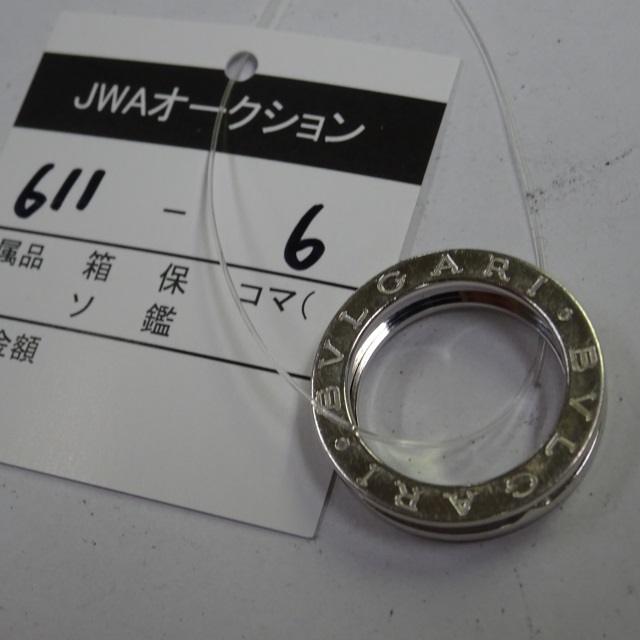 JWAオークション
611 - 6
属品 箱 保 コマ(
ソ 鑑
金額
BVLGARI • BVLGARI •